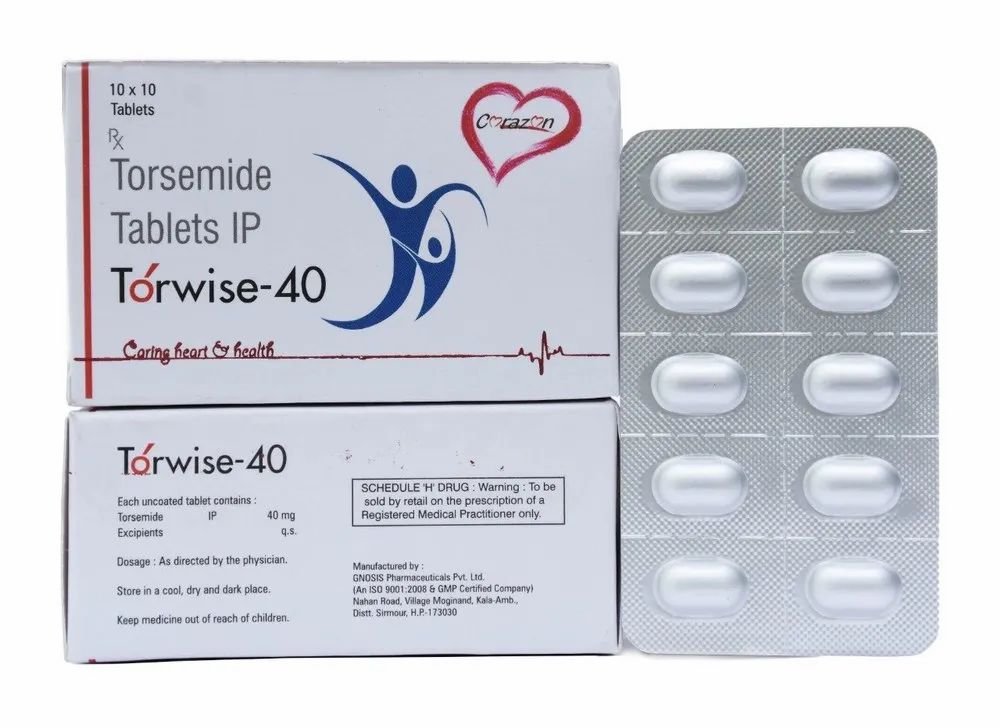 10 x 10
Tablets
Rx
Torsemide
Tablets IP
Torwise-40
Corazon
Caring heart & health
Torwise-40
Each uncoated tablet contains :
Torsemide IP 40 mg
Excipients q.s.
Dosage : As directed by the physician.
Store in a cool, dry and dark place.
Keep medicine out of reach of children.
SCHEDULE 'H' DRUG : Warning : To be
sold by retail on the prescription of a
Registered Medical Practitioner only.
Manufactured by :
GNOSIS Pharmaceuticals Pvt. Ltd.
(An ISO 9001:2008 & GMP Certified Company)
Nahan Road, Village Moginand, Kala-Amb.,
Distt. Sirmour, H.P.-173030